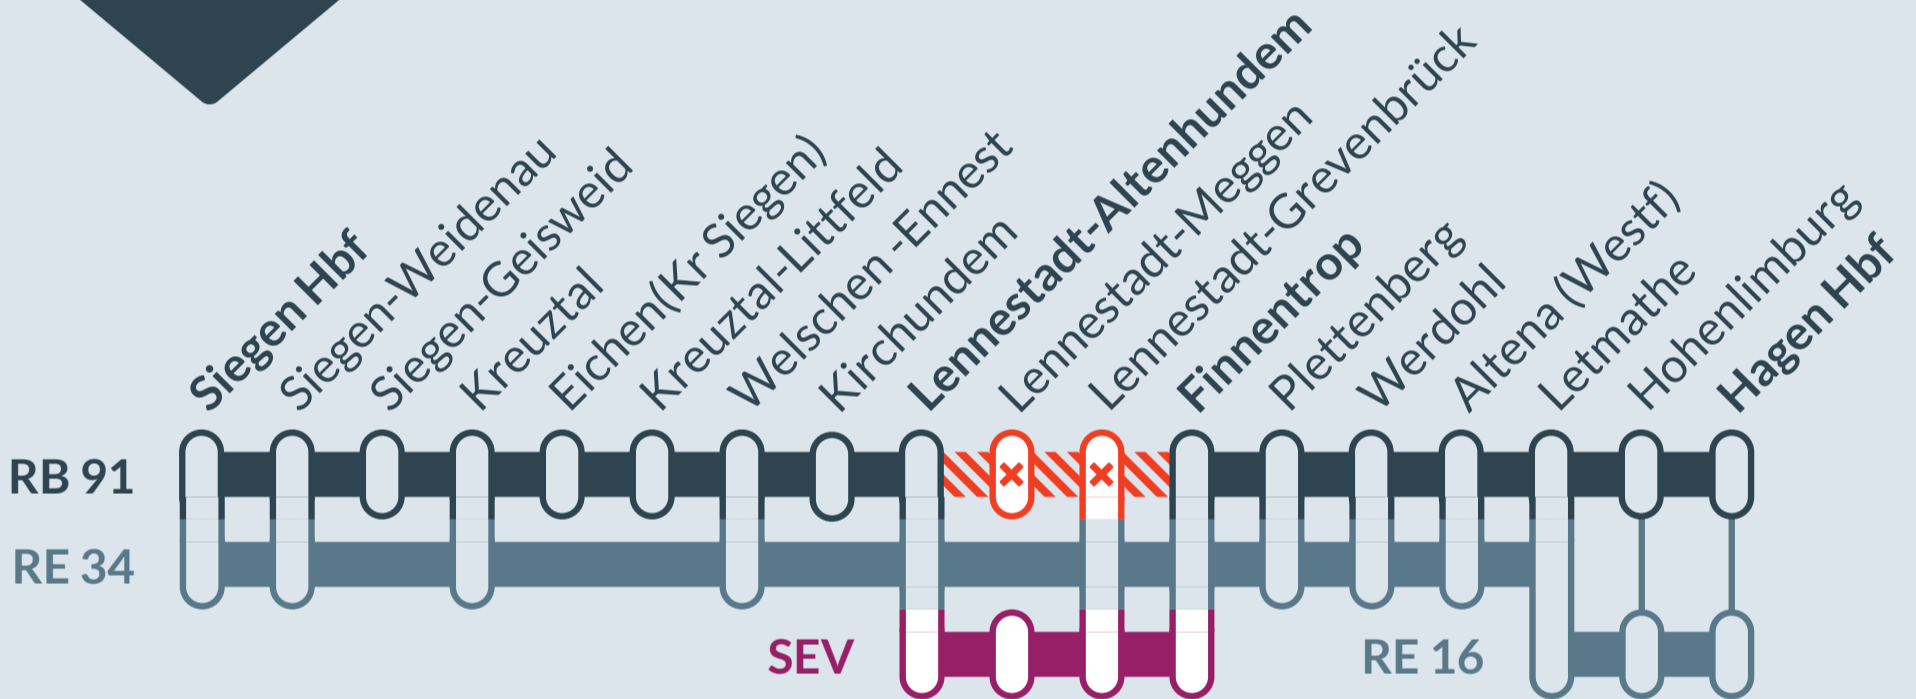 Siegen Hbf
Siegen-Weidenau
Siegen-Geisweid
Kreuztal
Eichen(Kr Siegen)
Kreuztal-Littfeld
Welschen -Ennest
Kirchundem
Lennestadt-Altenhundem
Lennestadt-Meggen
Lennestadt-Grevenbrück
Finnentrop
Plettenberg
Werdohl
Altena (Westf)
Letmathe
Hohenlimburg
Hagen Hbf
RB 91
RE 34
SEV
RE 16